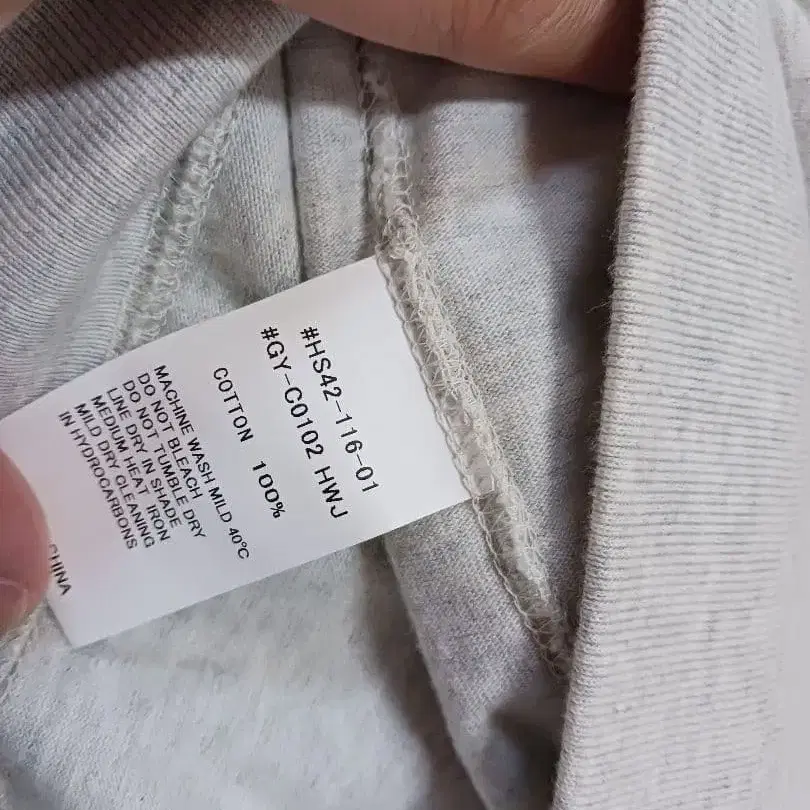 #HS42-116-01
#GY-C0102 HWJ
COTTON 100%
MACHINE WASH MILD 40°C
DO NOT BLEACH
DO NOT TUMBLE DRY
LINE DRY IN SHADE
MEDIUM HEAT IRON
MILD DRY CLEANING
IN HYDROCARBONS
CHINA